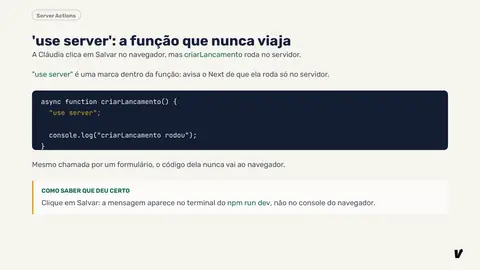 Server Actions
'use server': a função que nunca viaja
A Cláudia clica em Salvar no navegador, mas criarLancamento roda no servidor.
"use server" é uma marca dentro da função: avisa o Next de que ela roda só no servidor.
async function criarLancamento() {
"use server";
console.log("criarLancamento rodou");
}
Mesmo chamada por um formulário, o código dela nunca vai ao navegador.
COMO SABER QUE DEU CERTO
Clique em Salvar: a mensagem aparece no terminal do npm run dev, não no console do navegador.